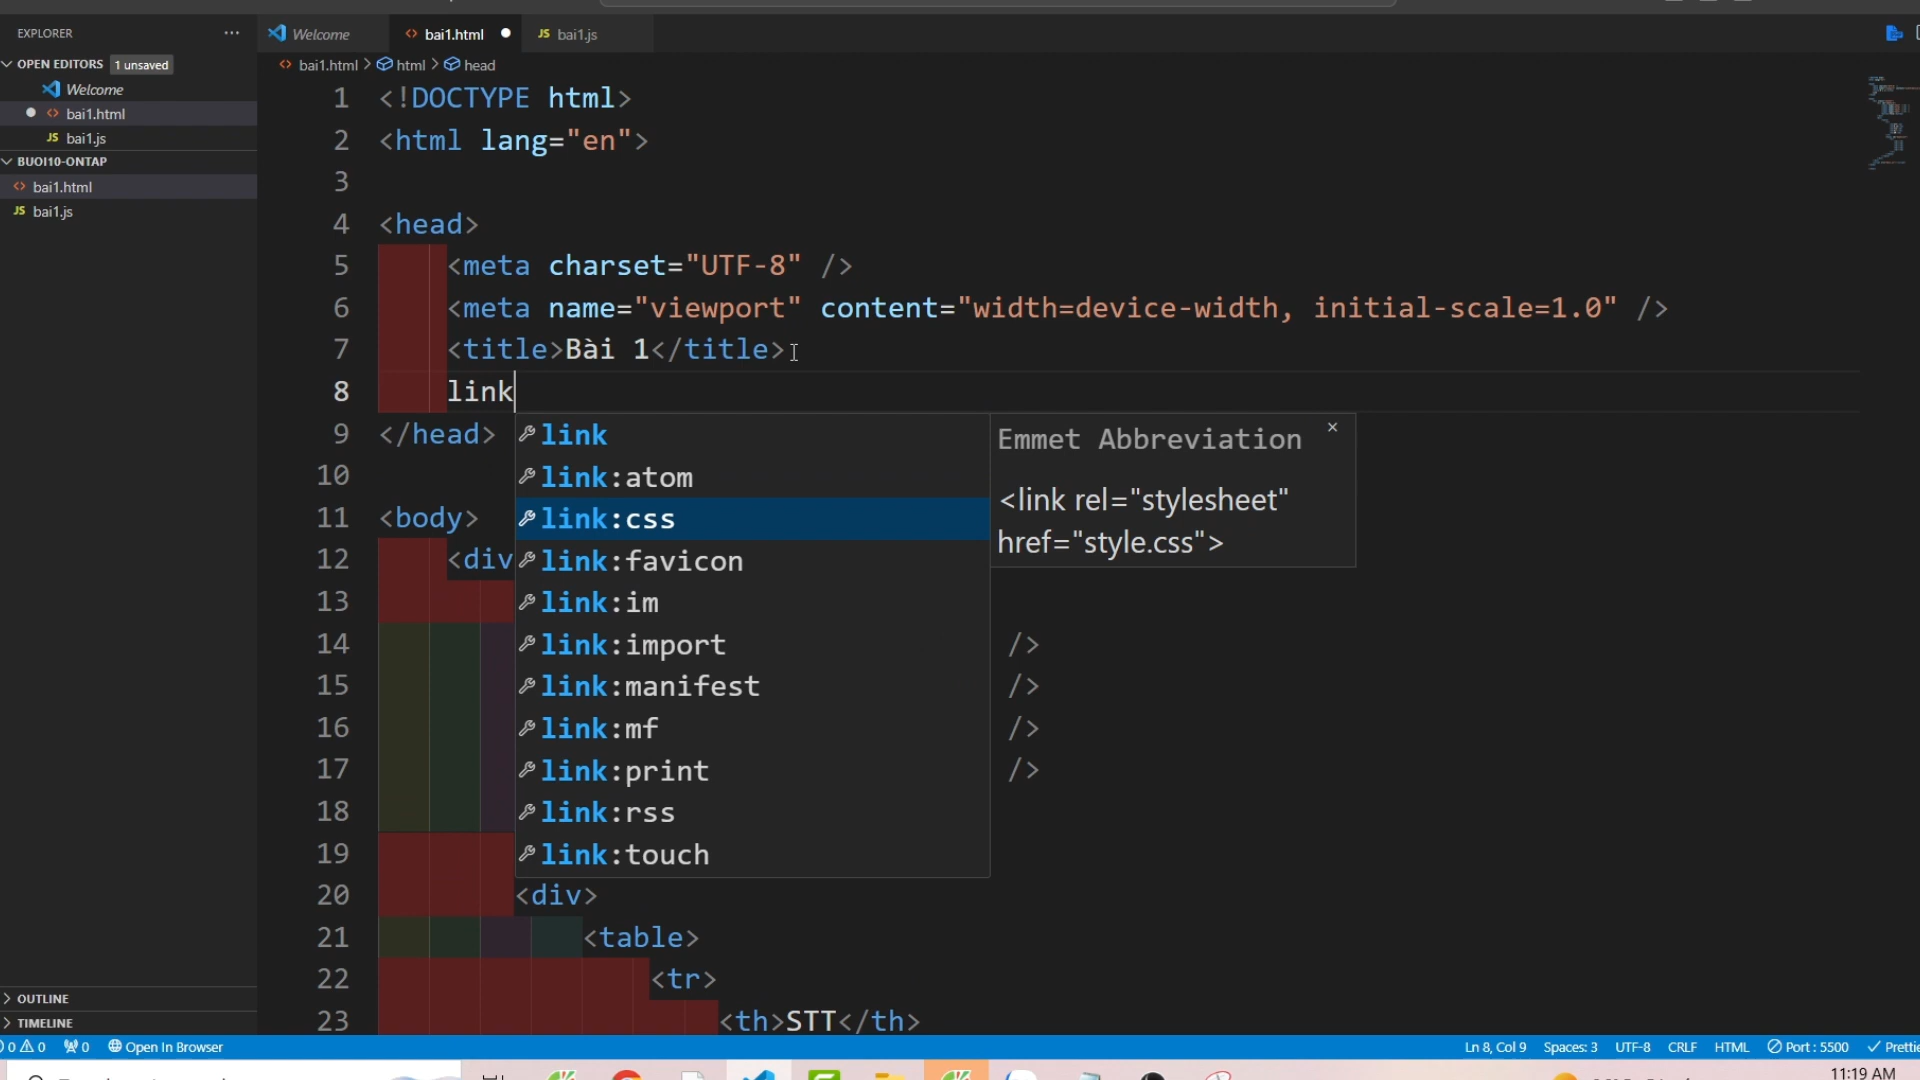 EXPLORER
OPEN EDITORS 1 unsaved
Welcome
bai1.html
JS bai1.js
BUOI10-ONTAP
bai1.html
JS bai1.js
OUTLINE
TIMELINE
Welcome
bai1.html
JS bai1.js
bai1.html > html > head
1 <!DOCTYPE html>
2 <html lang="en">
3
4 <head>
5 <meta charset="UTF-8" />
6 <meta name="viewport" content="width=device-width, initial-scale=1.0" />
7 <title>Bài 1</title>
8 link
9 </head>
10
11 <body>
12 <div
13
14 />
15 />
16 />
17 />
18
19
20 <div>
21 <table>
22 <tr>
23 <th>STT</th>
link
link:atom
link:css
link:favicon
link:im
link:import
link:manifest
link:mf
link:print
link:rss
link:touch
Emmet Abbreviation
<link rel="stylesheet"
href="style.css">
0 0 0 Open In Browser
Ln 8, Col 9 Spaces: 3 UTF-8 CRLF HTML Port : 5500
11:19 AM